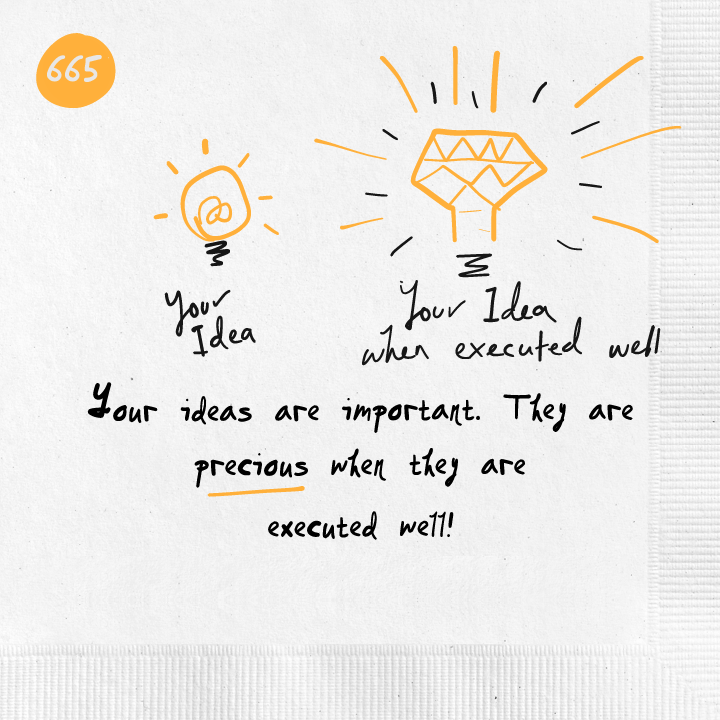 665
Your
Idea
Your Idea
when executed well
Your ideas are important. They are
precious when they are
executed well!